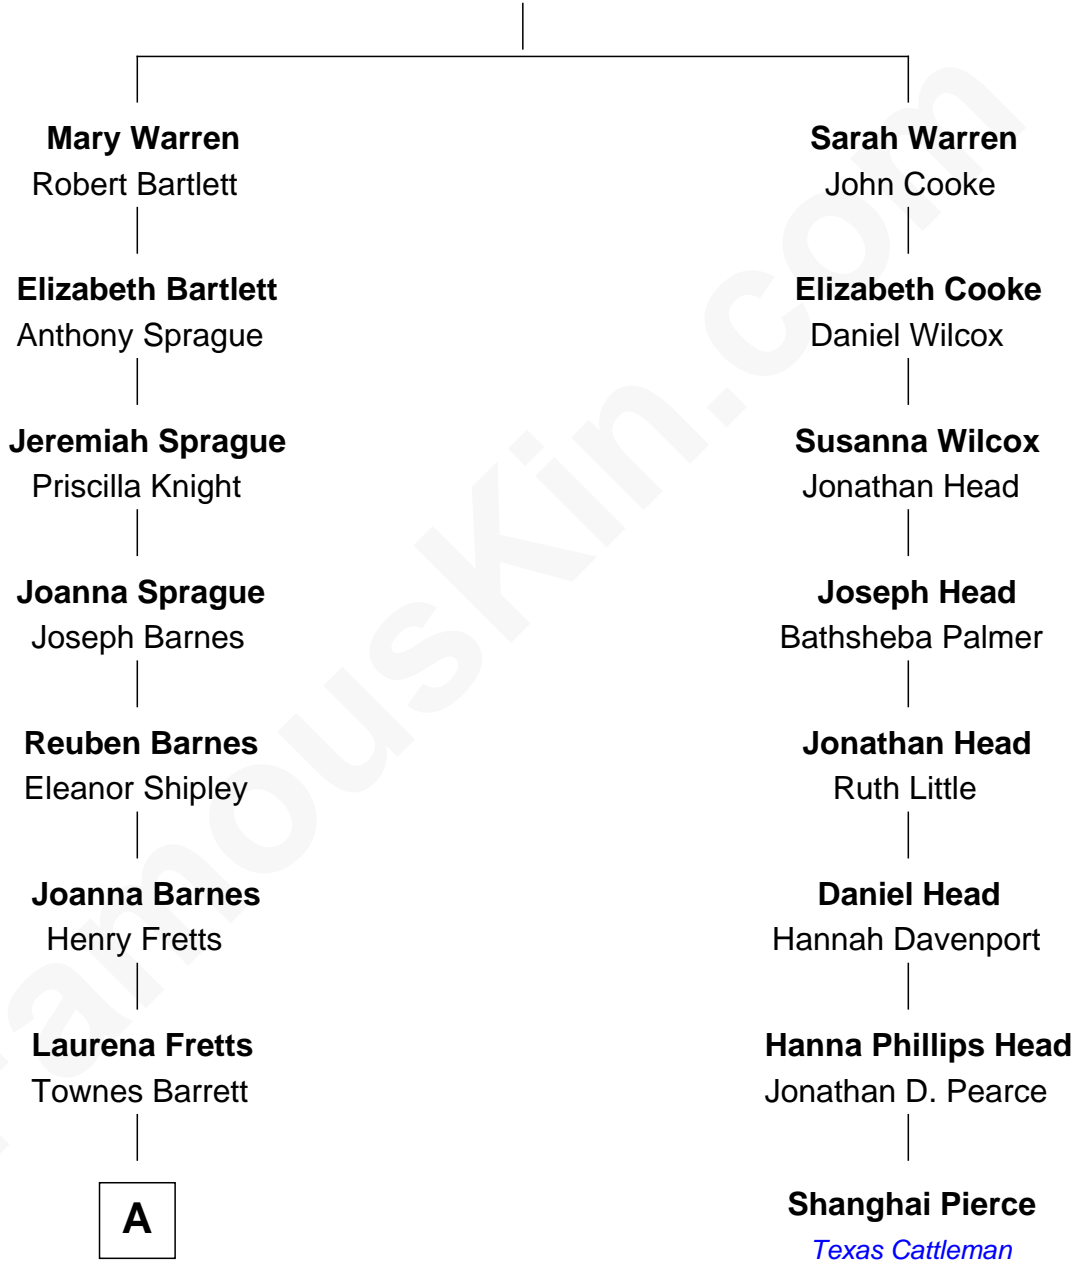 Mary Warren
Robert Bartlett
Elizabeth Bartlett
Anthony Sprague
Jeremiah Sprague
Priscilla Knight
Joanna Sprague
Joseph Barnes
Reuben Barnes
Eleanor Shipley
Joanna Barnes
Henry Fretts
Laurena Fretts
Townes Barrett
A
Sarah Warren
John Cooke
Elizabeth Cooke
Daniel Wilcox
Susanna Wilcox
Jonathan Head
Joseph Head
Bathsheba Palmer
Jonathan Head
Ruth Little
Daniel Head
Hannah Davenport
Hanna Phillips Head
Jonathan D. Pearce
Shanghai Pierce
Texas Cattleman
FamousKin.com